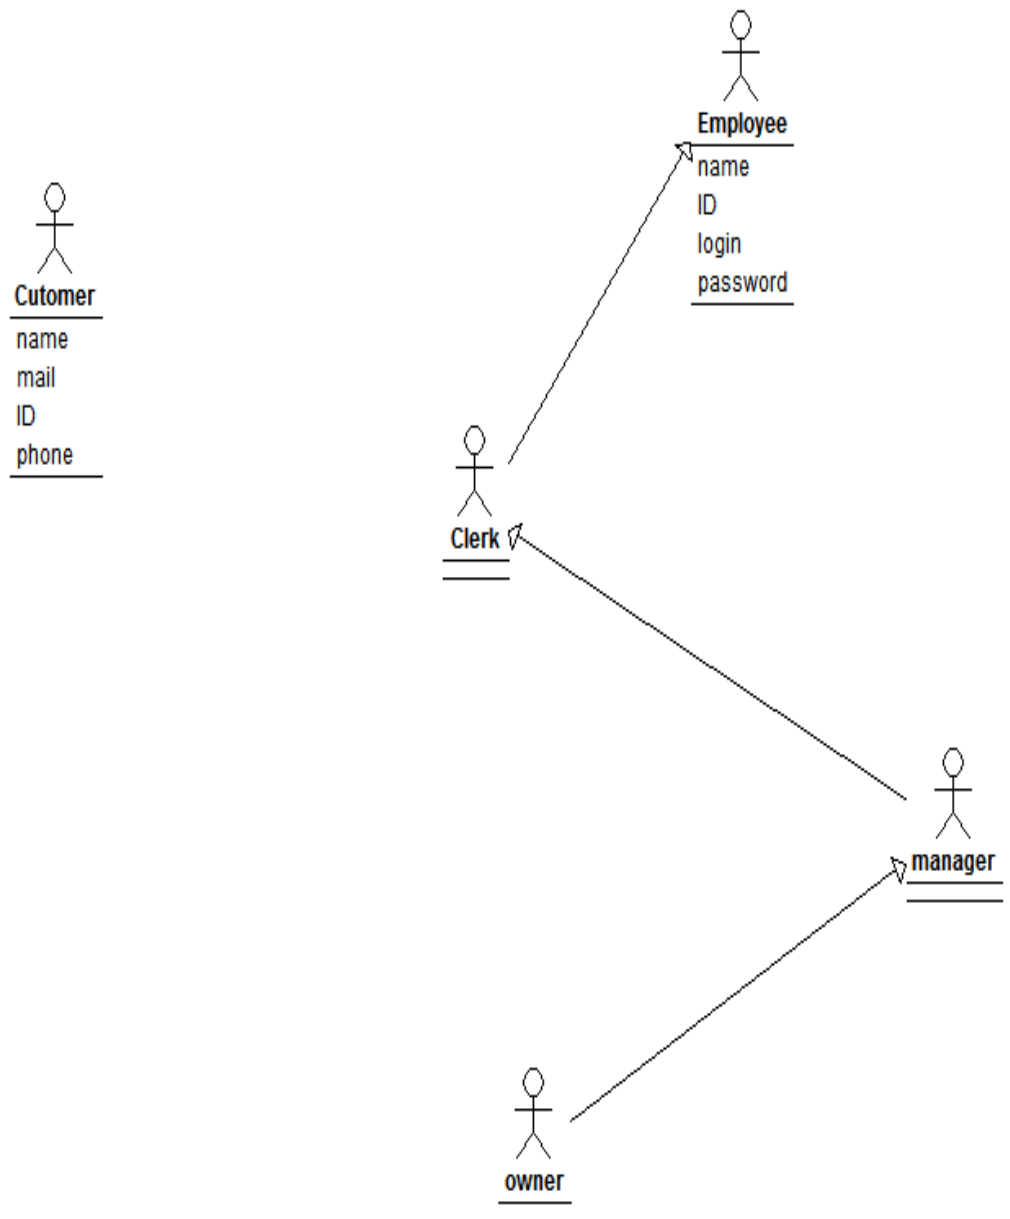 Employee
name
ID
login
password
Cutomer
name
mail
ID
phone
Clerk
manager
owner